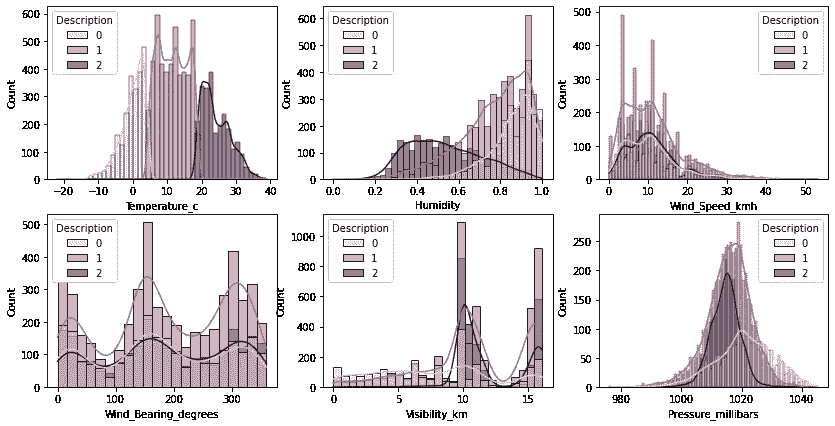 Description
0
1
2
600
500
400
300
200
100
0
Count
-20 -10 0 10 20 30 40
Temperature_c
Description
0
1
2
600
500
400
300
200
100
0
Count
0.0 0.2 0.4 0.6 0.8 1.0
Humidity
Description
0
1
2
500
400
300
200
100
0
Count
0 10 20 30 40 50
Wind_Speed_kmh
Description
0
1
2
500
400
300
200
100
0
Count
0 100 200 300
Wind_Bearing_degrees
Description
0
1
2
1000
800
600
400
200
0
Count
0 5 10 15
Visibility_km
Description
0
1
2
250
200
150
100
50
0
Count
980 1000 1020 1040
Pressure_millibars